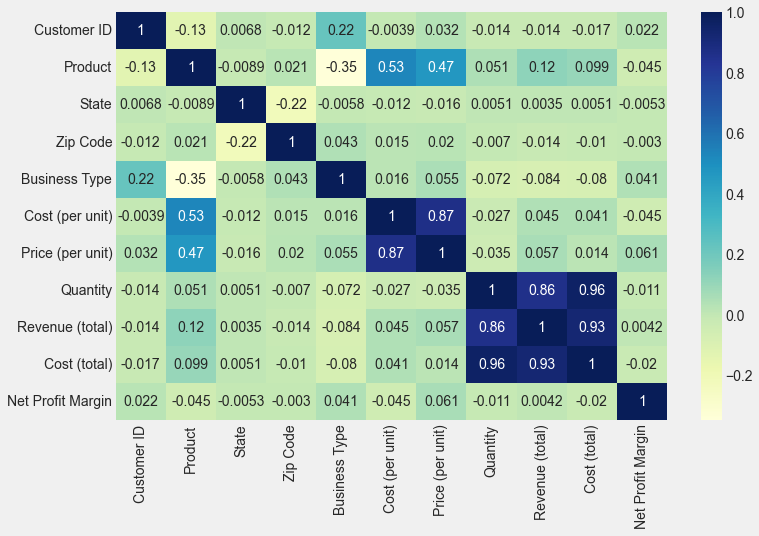 Customer ID 1 -0.13 0.0068 -0.012 0.22 -0.0039 0.032 -0.014 -0.014 -0.017 0.022
Product -0.13 1 -0.0089 0.021 -0.35 0.53 0.47 0.051 0.12 0.099 -0.045
State 0.0068 -0.0089 1 -0.22 -0.0058 -0.012 -0.016 0.0051 0.0035 0.0051 -0.0053
Zip Code -0.012 0.021 -0.22 1 0.043 0.015 0.02 -0.007 -0.014 -0.01 -0.003
Business Type 0.22 -0.35 -0.0058 0.043 1 0.016 0.055 -0.072 -0.084 -0.08 0.041
Cost (per unit) -0.0039 0.53 -0.012 0.015 0.016 1 0.87 -0.027 0.045 0.041 -0.045
Price (per unit) 0.032 0.47 -0.016 0.02 0.055 0.87 1 -0.035 0.057 0.014 0.061
Quantity -0.014 0.051 0.0051 -0.007 -0.072 -0.027 -0.035 1 0.86 0.96 -0.011
Revenue (total) -0.014 0.12 0.0035 -0.014 -0.084 0.045 0.057 0.86 1 0.93 0.0042
Cost (total) -0.017 0.099 0.0051 -0.01 -0.08 0.041 0.014 0.96 0.93 1 -0.02
Net Profit Margin 0.022 -0.045 -0.0053 -0.003 0.041 -0.045 0.061 -0.011 0.0042 -0.02 1
Customer ID
Product
State
Zip Code
Business Type
Cost (per unit)
Price (per unit)
Quantity
Revenue (total)
Cost (total)
Net Profit Margin
1.0
0.8
0.6
0.4
0.2
0.0
−0.2